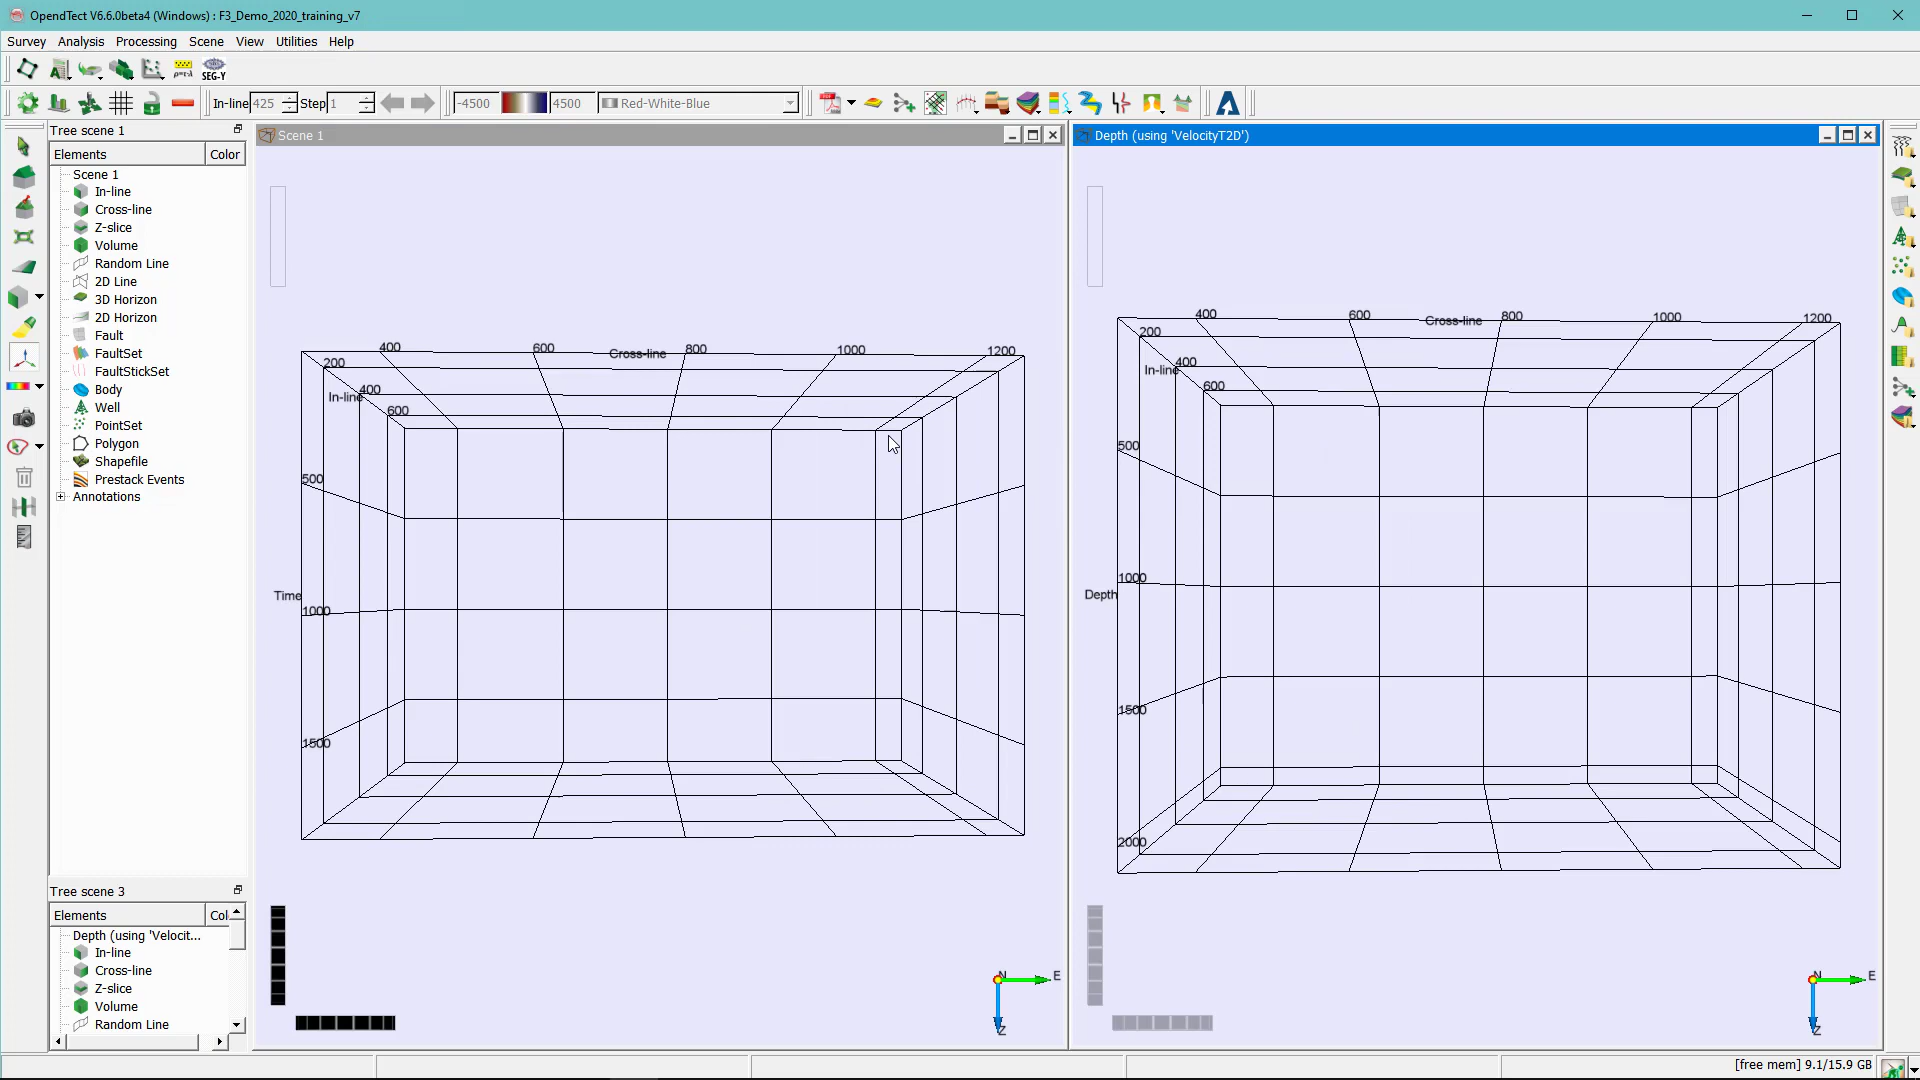 OpendTect V6.6.0beta4 (Windows) : F3_Demo_2020_training_v7
Survey Analysis Processing Scene View Utilities Help
SEG-Y
In-line 425 Step 1 -4500 4500 Red-White-Blue
Tree scene 1
Elements Color
Scene 1
In-line
Cross-line
Z-slice
Volume
Random Line
2D Line
3D Horizon
2D Horizon
Fault
FaultSet
FaultStickSet
Body
Well
PointSet
Polygon
Shapefile
Prestack Events
Annotations
Tree scene 3
Elements Col
Depth (using 'Velocit...
In-line
Cross-line
Z-slice
Volume
Random Line
Scene 1
400 600 Cross-line 800 1000 1200
200
In-line 400
600
500
Time
1000
1500
N E
Z
Depth (using 'VelocityT2D')
400 600 Cross-line 800 1000 1200
200
In-line 400
600
500
1000
Depth
1500
2000
N E
Z
[free mem] 9.1/15.9 GB